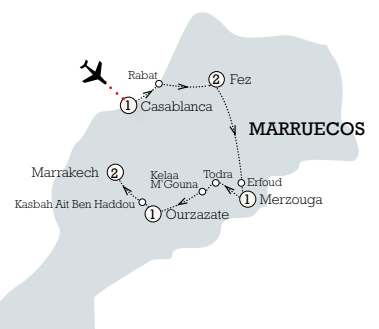 Rabat
2 Fez
1 Casablanca
MARRUECOS
Marrakech 2
Kelaa
M'Gouna
Todra
Erfoud
1 Merzouga
Kasbah Ait Ben Haddou
1 Ourzazate